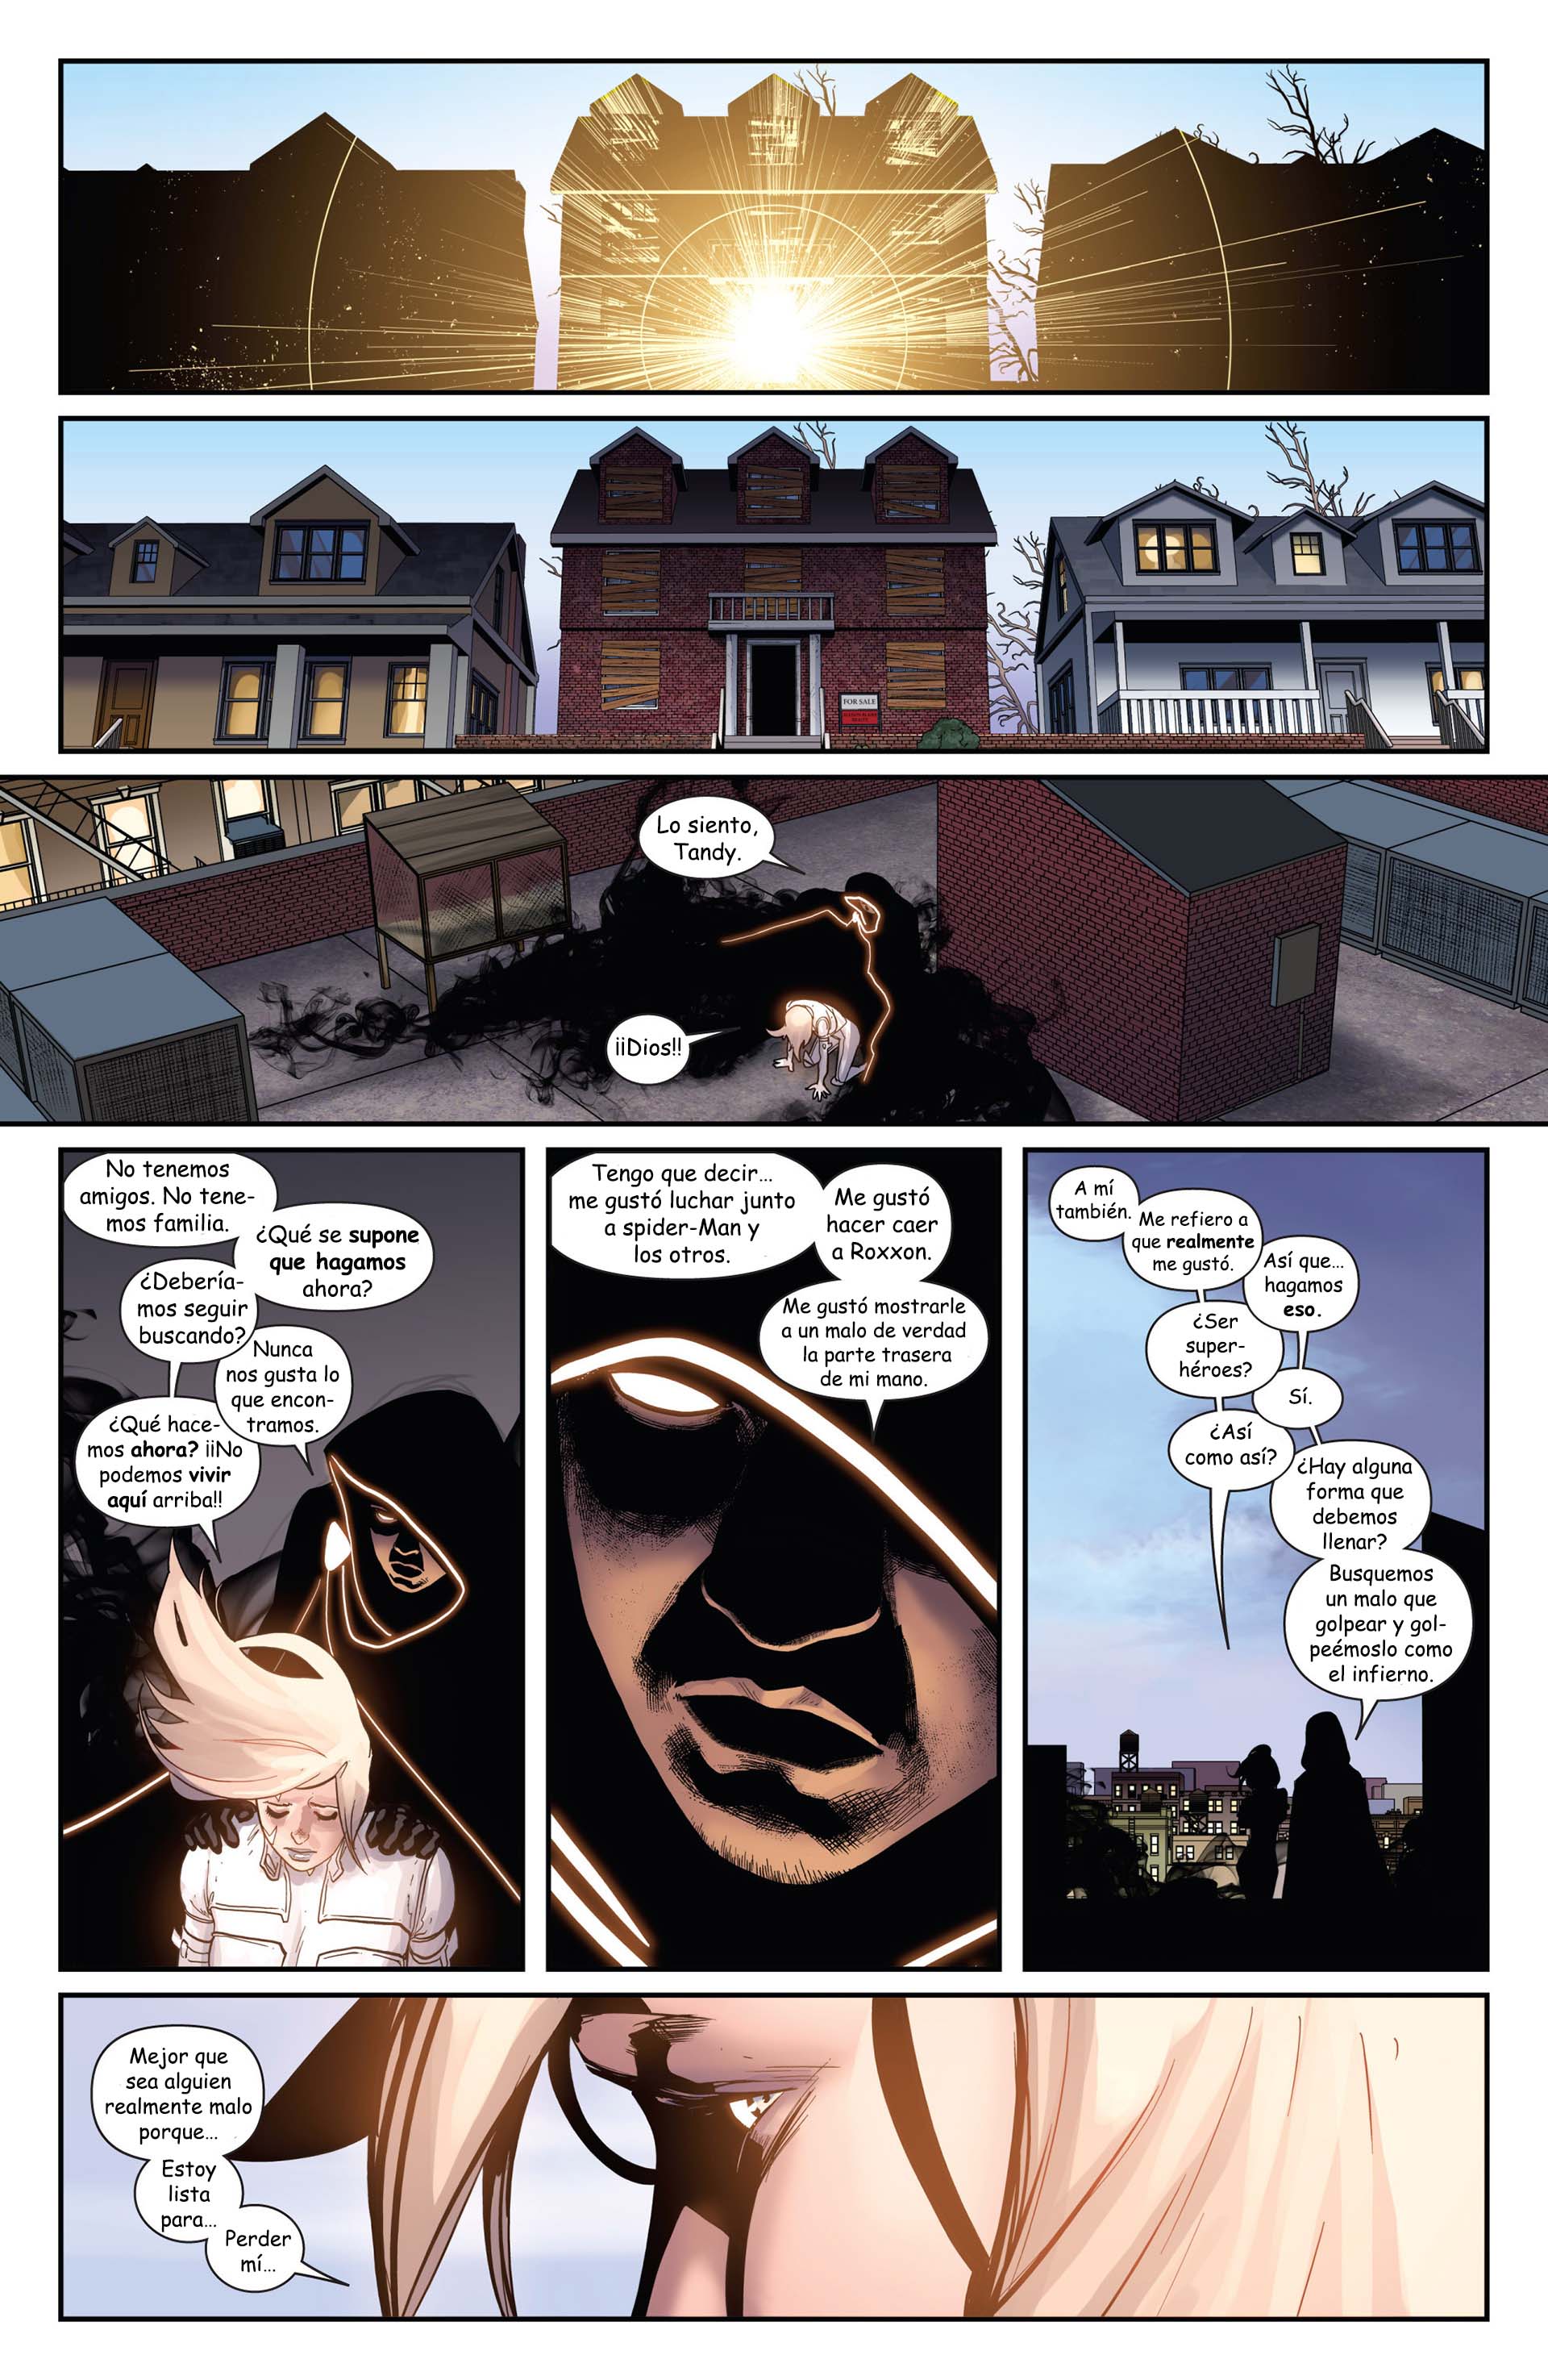 FOR SALE
Lo siento,
Tandy.
¡¡Dios!!
No tenemos
amigos. No tene-
mos familia.
¿Qué se supone
que hagamos
ahora?
¿Debería-
mos seguir
buscando?
Nunca
nos gusta lo
que encon-
tramos.
¿Qué hace-
mos ahora? ¡¡No
podemos vivir
aquí arriba!!
Tengo que decir...
me gustó luchar junto
a spider-Man y
los otros.
Me gustó
hacer caer
a Roxxon.
Me gustó mostrarle
a un malo de verdad
la parte trasera
de mi mano.
A mí
también.
Me refiero a
que realmente
me gustó.
Así que...
hagamos
eso.
¿Ser
super-
héroes?
Sí.
¿Así
como así?
¿Hay alguna
forma que
debemos
llenar?
Busquemos
un malo que
golpear y gol-
peémoslo como
el infierno.
Mejor que
sea alguien
realmente malo
porque...
Estoy
lista
para...
Perder
mí...